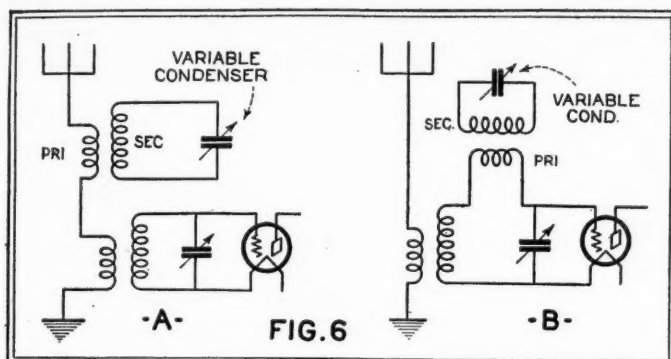 VARIABLE
CONDENSER
PRI
SEC
-A-
VARIABLE
COND.
SEC.
PRI
-B-
FIG.6